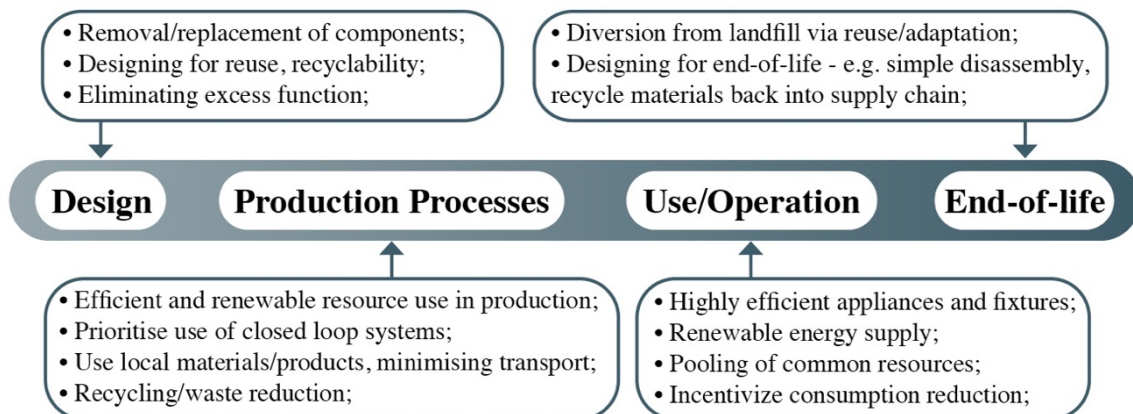 • Removal/replacement of components;
• Designing for reuse, recyclability;
• Eliminating excess function;
• Diversion from landfill via reuse/adaptation;
• Designing for end-of-life - e.g. simple disassembly,
recycle materials back into supply chain;
Design
Production Processes
Use/Operation
End-of-life
• Efficient and renewable resource use in production;
• Prioritise use of closed loop systems;
• Use local materials/products, minimising transport;
• Recycling/waste reduction;
• Highly efficient appliances and fixtures;
• Renewable energy supply;
• Pooling of common resources;
• Incentivize consumption reduction;